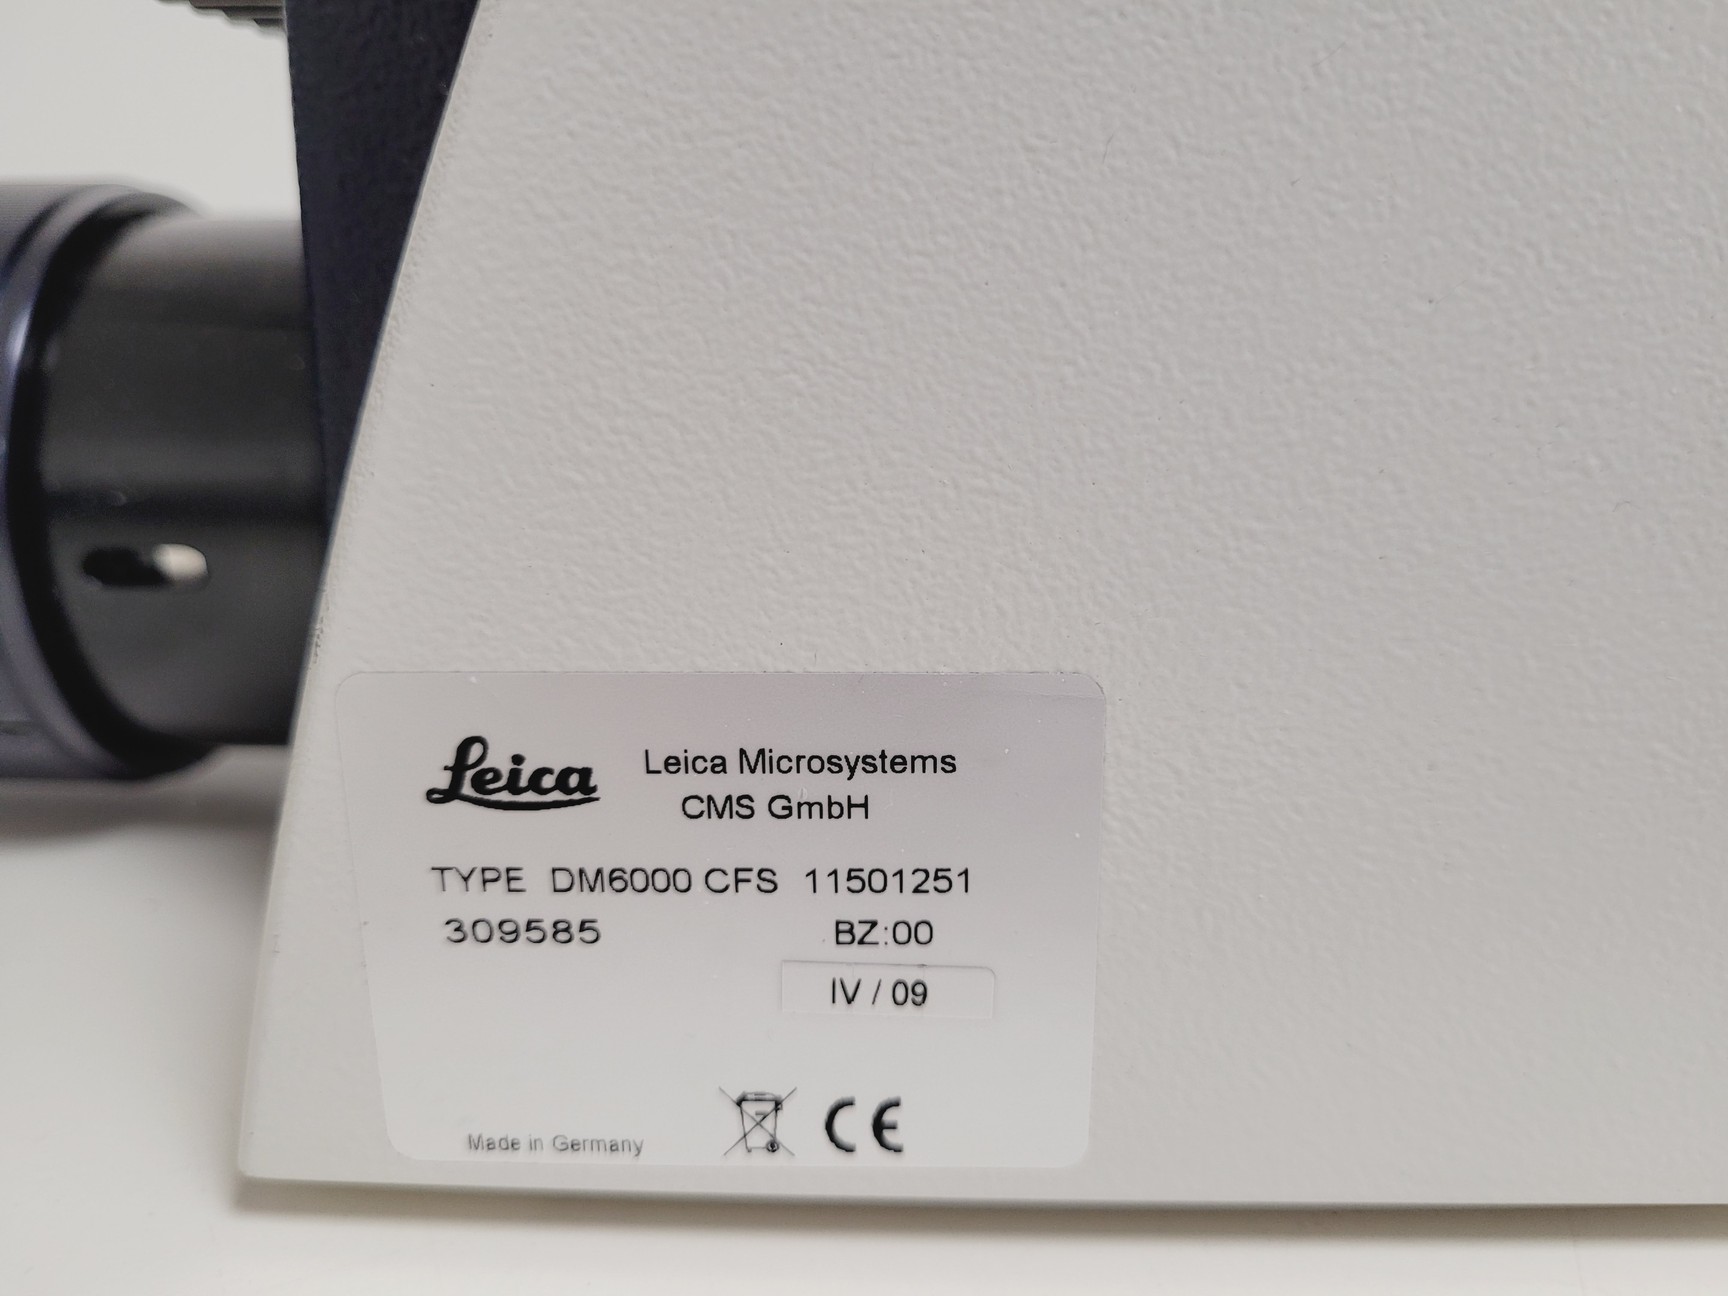 Leica Leica Microsystems
CMS GmbH
TYPE DM6000 CFS 11501251
309585 BZ:00
IV / 09
Made in Germany CE